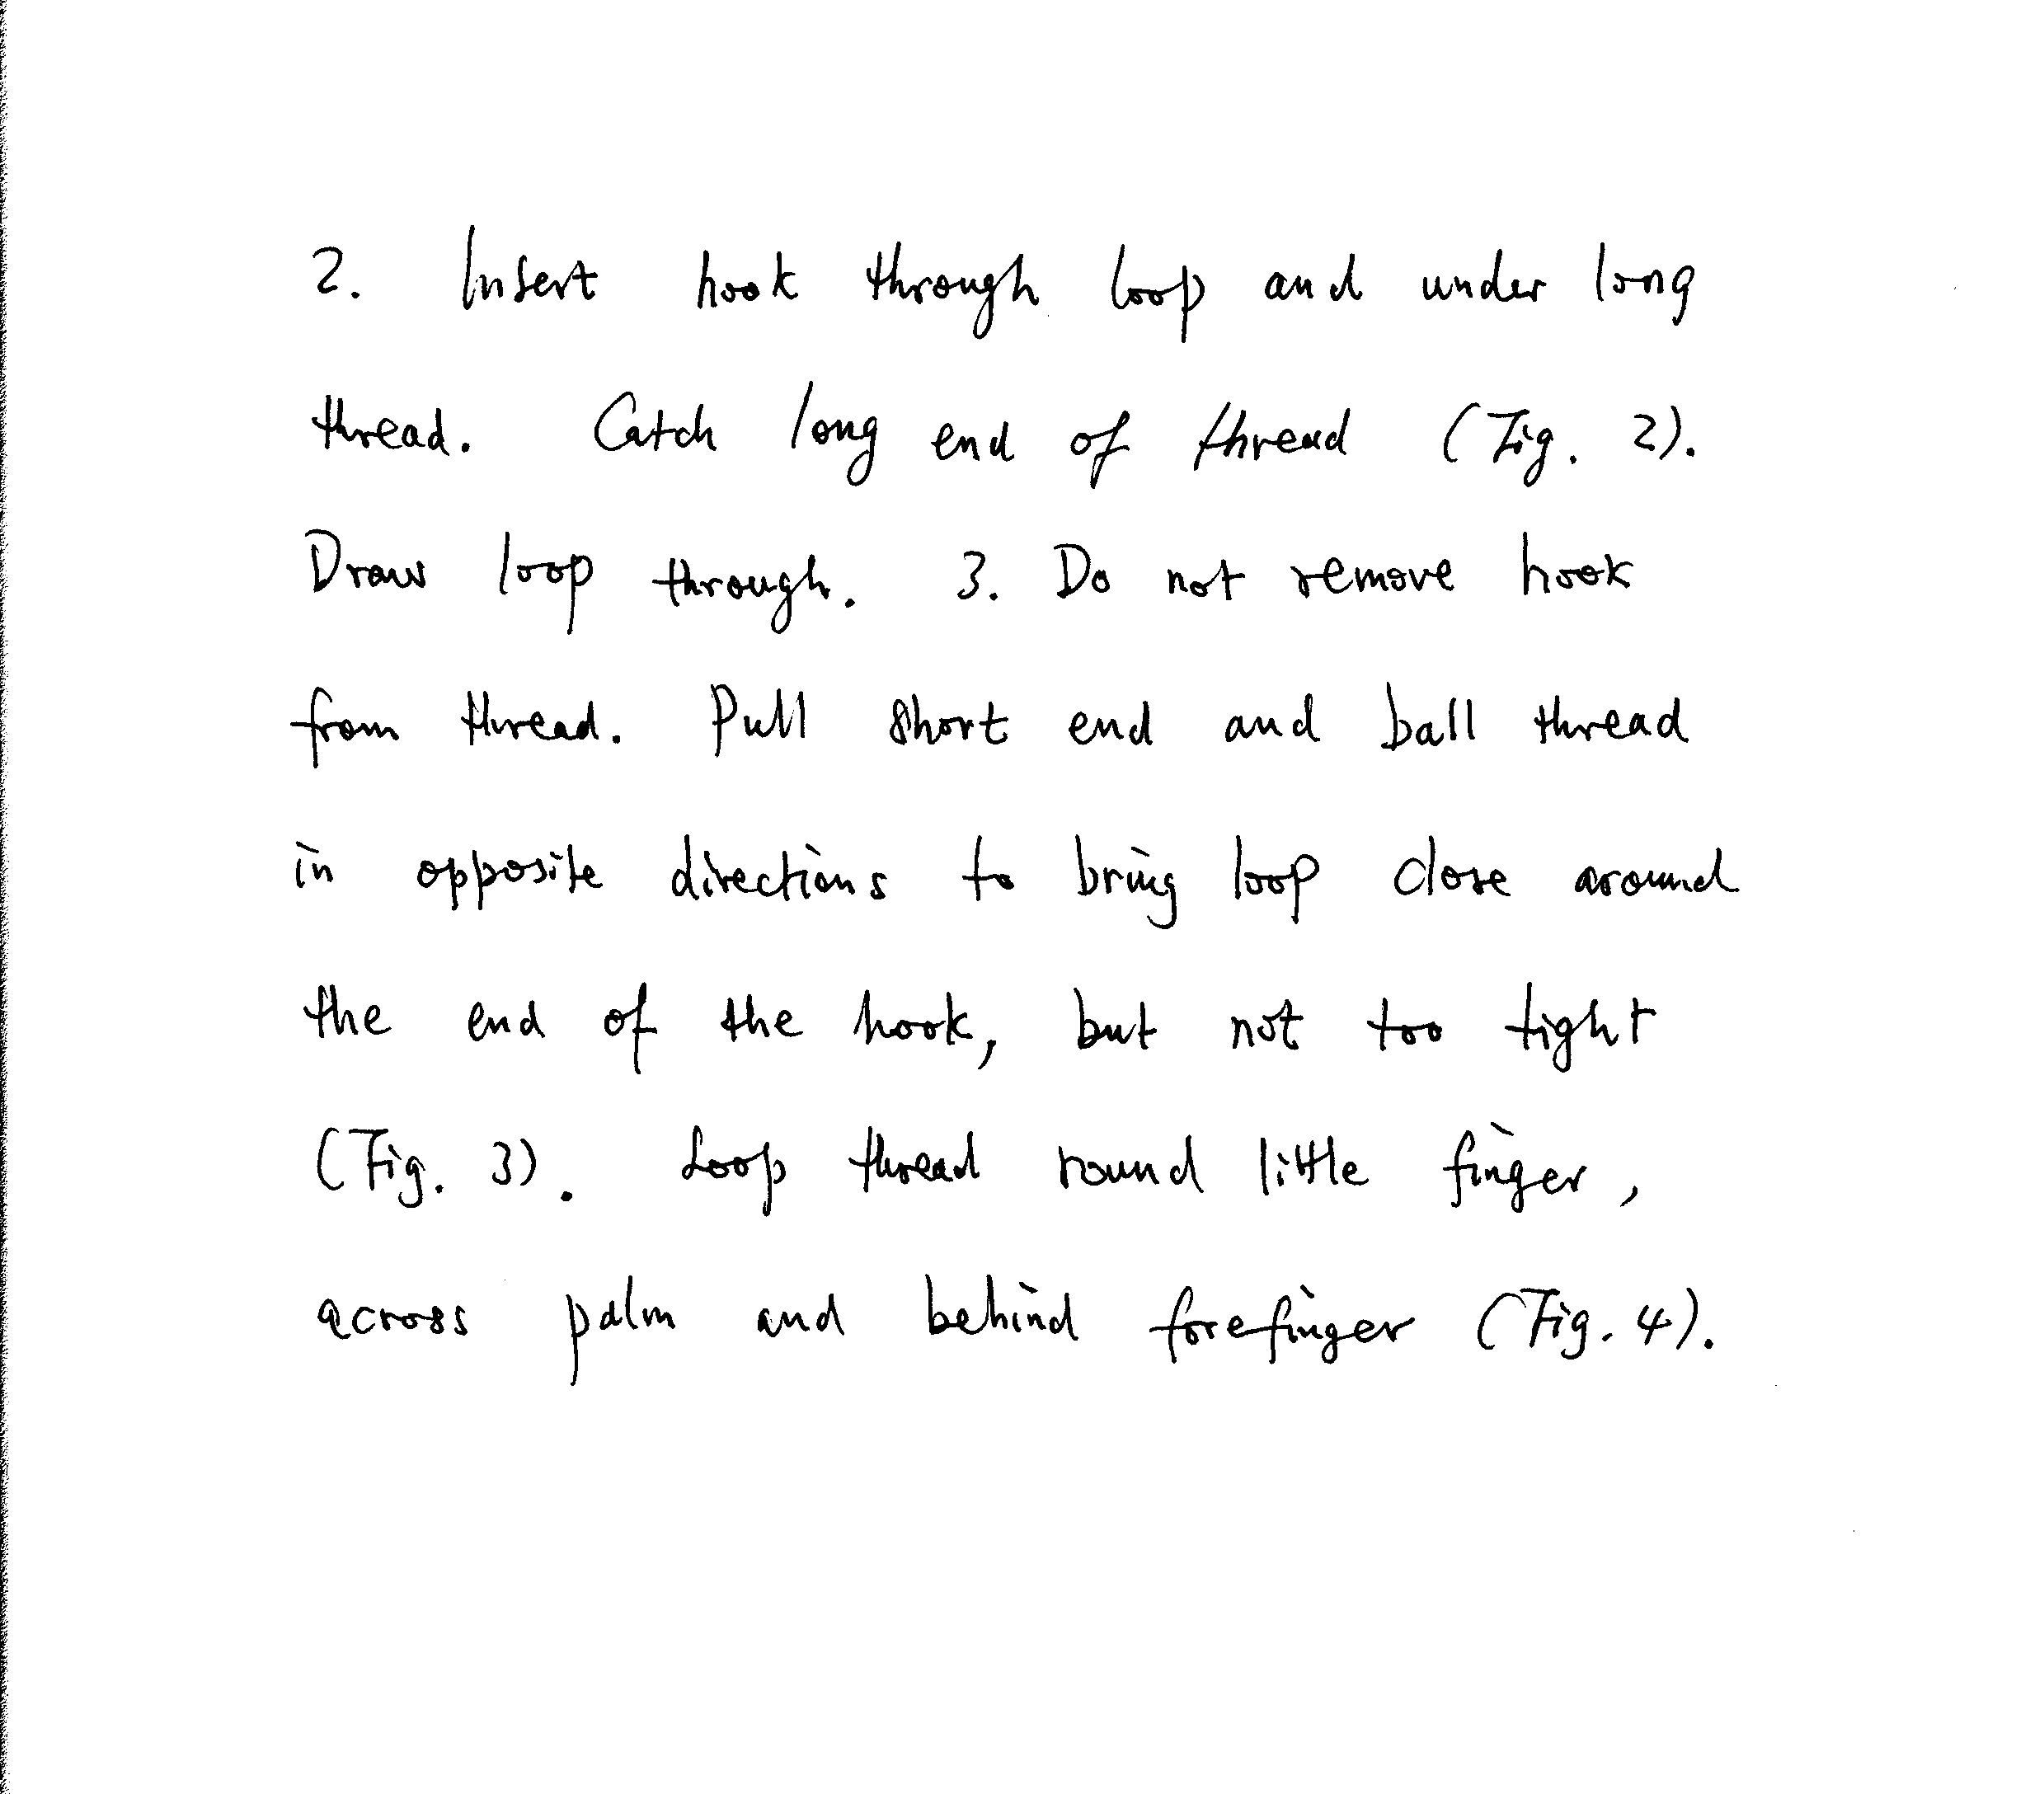 2. Insert hook through loop and under long
thread. Catch long end of thread (Fig. 2).
Draw loop through. 3. Do not remove hook
from thread. Pull short end and ball thread
in opposite directions to bring loop close around
the end of the hook, but not too tight
(Fig. 3). Loop thread round little finger,
across palm and behind forefinger (Fig. 4).